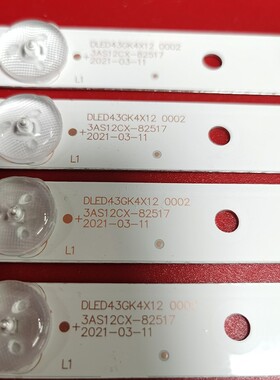 DLED43GK4X12 0002
+3AS12CX-82517
2021-03-11
L1
DLED43GK4X12 0002
+3AS12CX-82517
2021-03-11
L1
DLED43GK4X12 0002
+3AS12CX-82517
2021-03-11
L1
DLED43GK4X12 000
+3AS12CX-82517
2021-03-11
L1